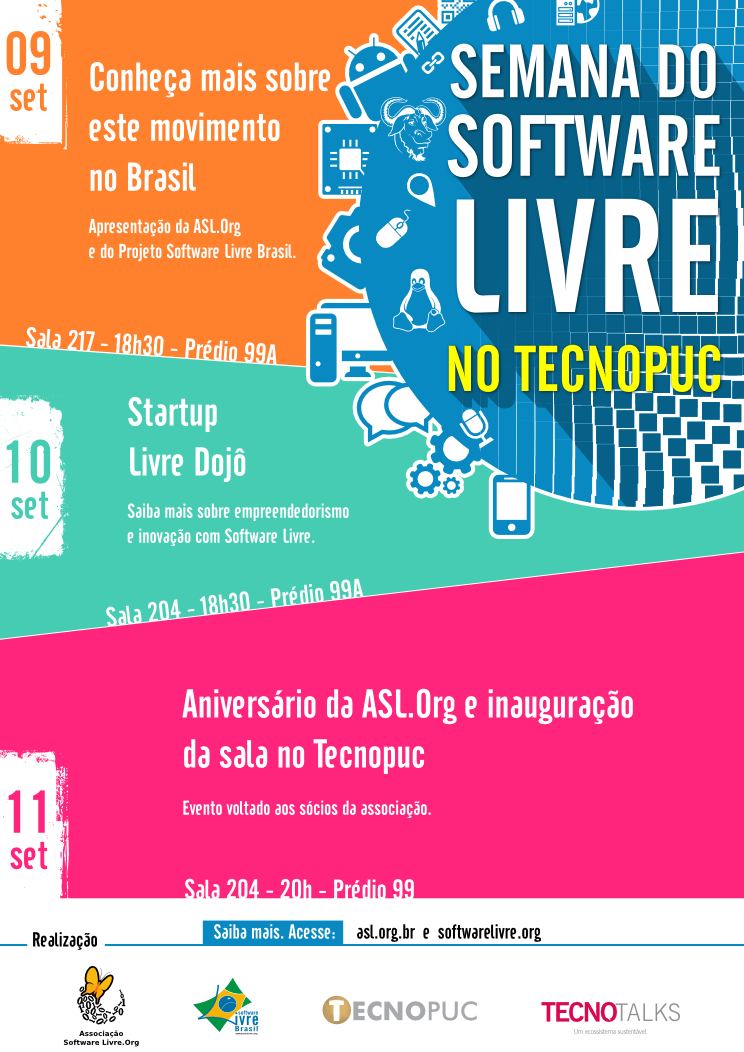 SEMANA DO
SOFTWARE
LIVRE
NO TECNOPUC
09
set
Conheça mais sobre
este movimento
no Brasil
Apresentação da ASL.Org
e do Projeto Software Livre Brasil.
Sala 217 - 18h30 - Prédio 99A
10
set
Startup
Livre Dojô
Saiba mais sobre empreendedorismo
e inovação com Software Livre.
Sala 204 - 18h30 - Prédio 99A
11
set
Aniversário da ASL.Org e inauguração
da sala no Tecnopuc
Evento voltado aos sócios da associação.
Sala 204 - 20h - Prédio 99
Realização
Saiba mais. Acesse: asl.org.br e softwarelivre.org
Associação
Software Livre.Org
software
livre
Brasil
TECNOPUC
TECNOTALKS
Um ecossistema sustentável.